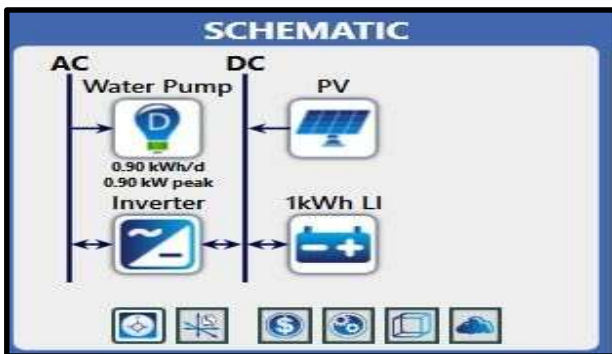 SCHEMATIC
AC DC
Water Pump PV
D
0.90 kWh/d
0.90 kW peak
Inverter 1kWh LI